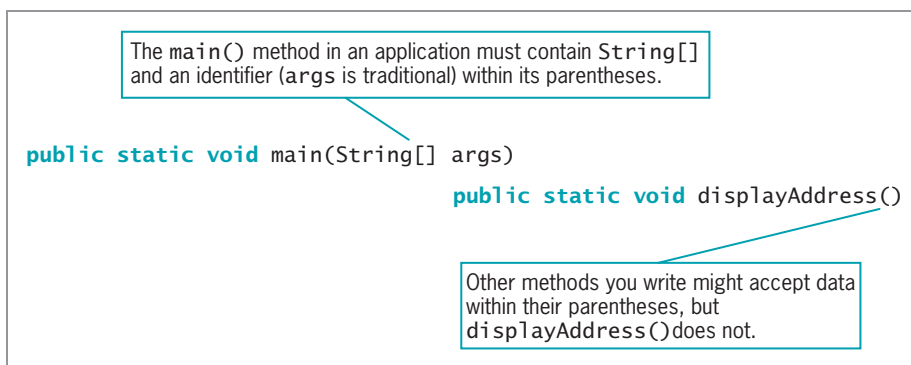 The main() method in an application must contain String[]
and an identifier (args is traditional) within its parentheses.
public static void main(String[] args)
public static void displayAddress()
Other methods you write might accept data
within their parentheses, but
displayAddress()does not.